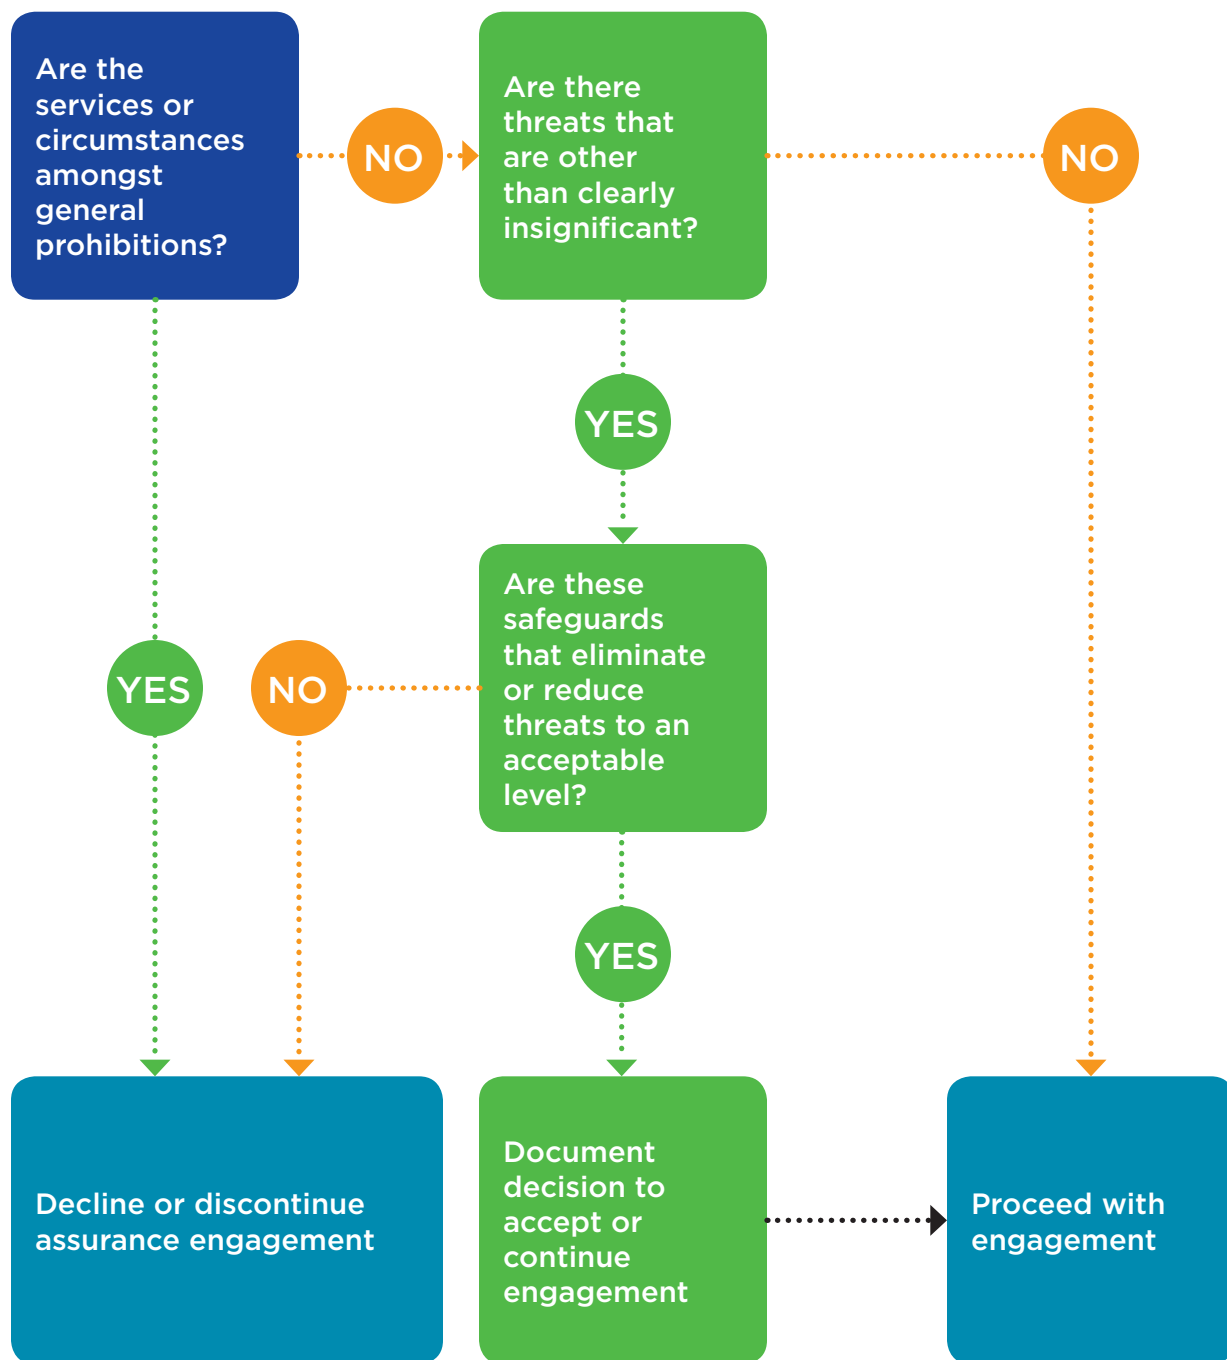 Are the
services or
circumstances
amongst
general
prohibitions?
NO
Are there
threats that
are other
than clearly
insignificant?
NO
YES
Are these
safeguards
that eliminate
or reduce
threats to an
acceptable
level?
YES
NO
YES
Decline or discontinue
assurance engagement
Document
decision to
accept or
continue
engagement
Proceed with
engagement